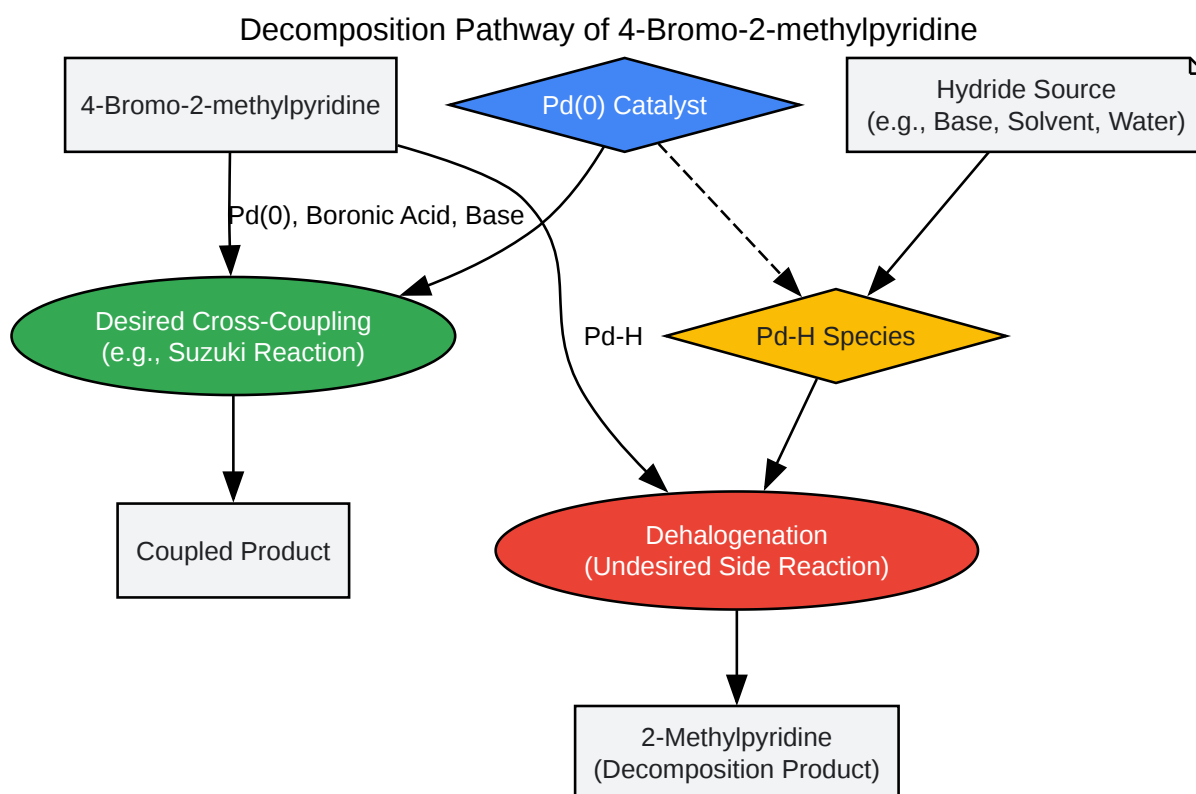 Decomposition Pathway of 4-Bromo-2-methylpyridine
4-Bromo-2-methylpyridine
Pd(0) Catalyst
Hydride Source
(e.g., Base, Solvent, Water)
Pd(0), Boronic Acid, Base
Desired Cross-Coupling
(e.g., Suzuki Reaction)
Pd-H
Pd-H Species
Coupled Product
Dehalogenation
(Undesired Side Reaction)
2-Methylpyridine
(Decomposition Product)